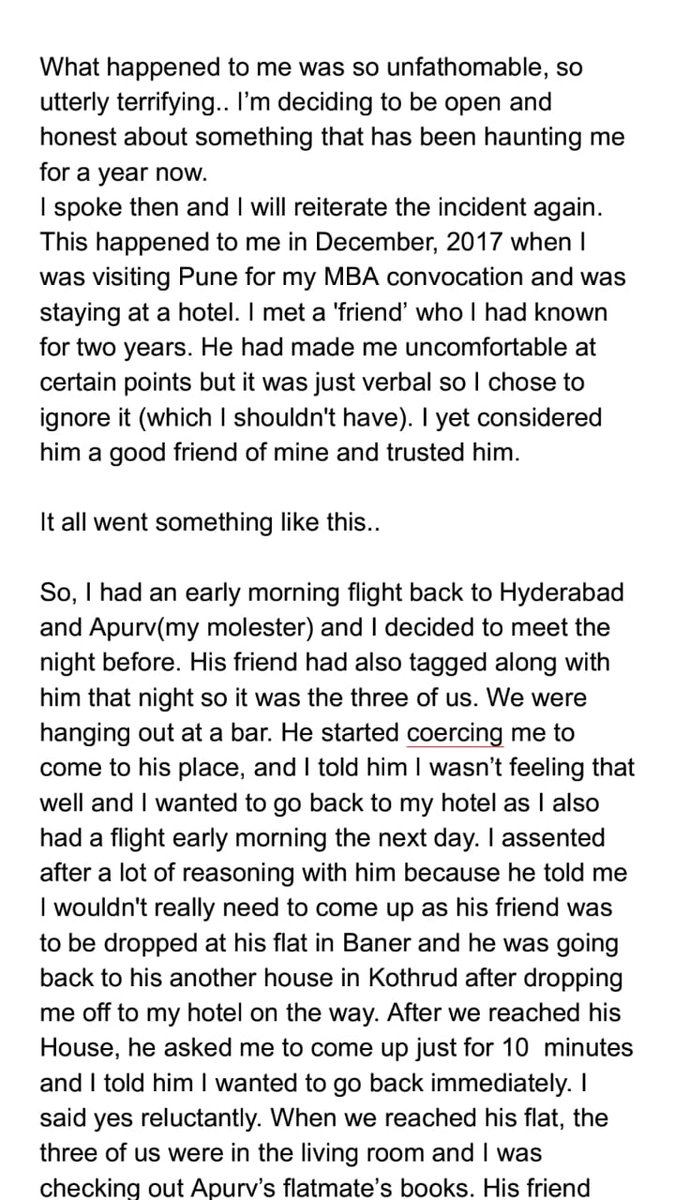 What happened to me was so unfathomable, so
utterly terrifying.. I'm deciding to be open and
honest about something that has been haunting me
for a year now.
I spoke then and I will reiterate the incident again.
This happened to me in December, 2017 when I
was visiting Pune for my MBA convocation and was
staying at a hotel. I met a 'friend’ who I had known
for two years. He had made me uncomfortable at
certain points but it was just verbal so I chose to
ignore it (which I shouldn't have). I yet considered
him a good friend of mine and trusted him.
It all went something like this..
So, I had an early morning flight back to Hyderabad
and Apurv(my molester) and I decided to meet the
night before. His friend had also tagged along with
him that night so it was the three of us. We were
hanging out at a bar. He started coercing me to
come to his place, and I told him I wasn’t feeling that
well and I wanted to go back to my hotel as I also
had a flight early morning the next day. I assented
after a lot of reasoning with him because he told me
I wouldn't really need to come up as his friend was
to be dropped at his flat in Baner and he was going
back to his another house in Kothrud after dropping
me off to my hotel on the way. After we reached his
House, he asked me to come up just for 10  minutes
and I told him I wanted to go back immediately. I
said yes reluctantly. When we reached his flat, the
three of us were in the living room and I was
checking out Apurv’s flatmate’s books. His friend